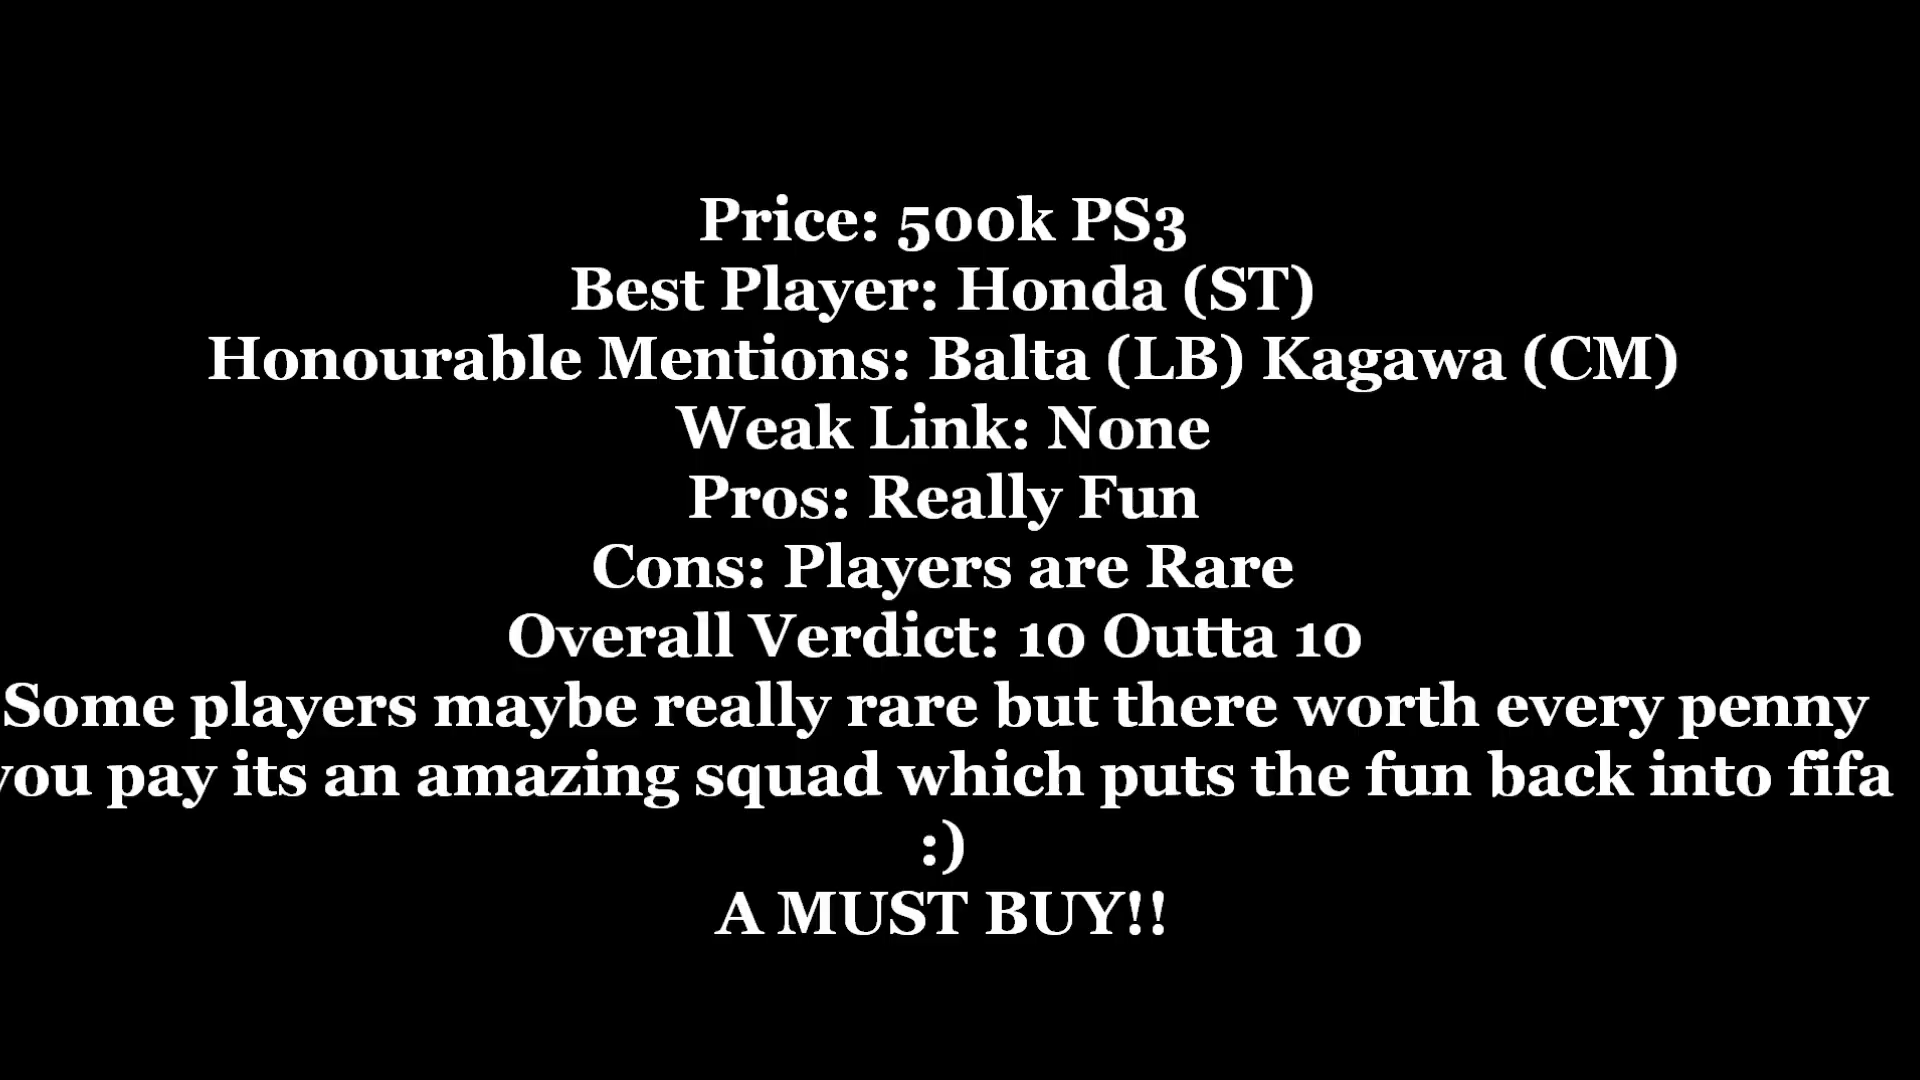 Price: 500k PS3
Best Player: Honda (ST)
Honourable Mentions: Balta (LB) Kagawa (CM)
Weak Link: None
Pros: Really Fun
Cons: Players are Rare
Overall Verdict: 10 Outta 10
Some players maybe really rare but there worth every penny
you pay its an amazing squad which puts the fun back into fifa
:)
A MUST BUY!!